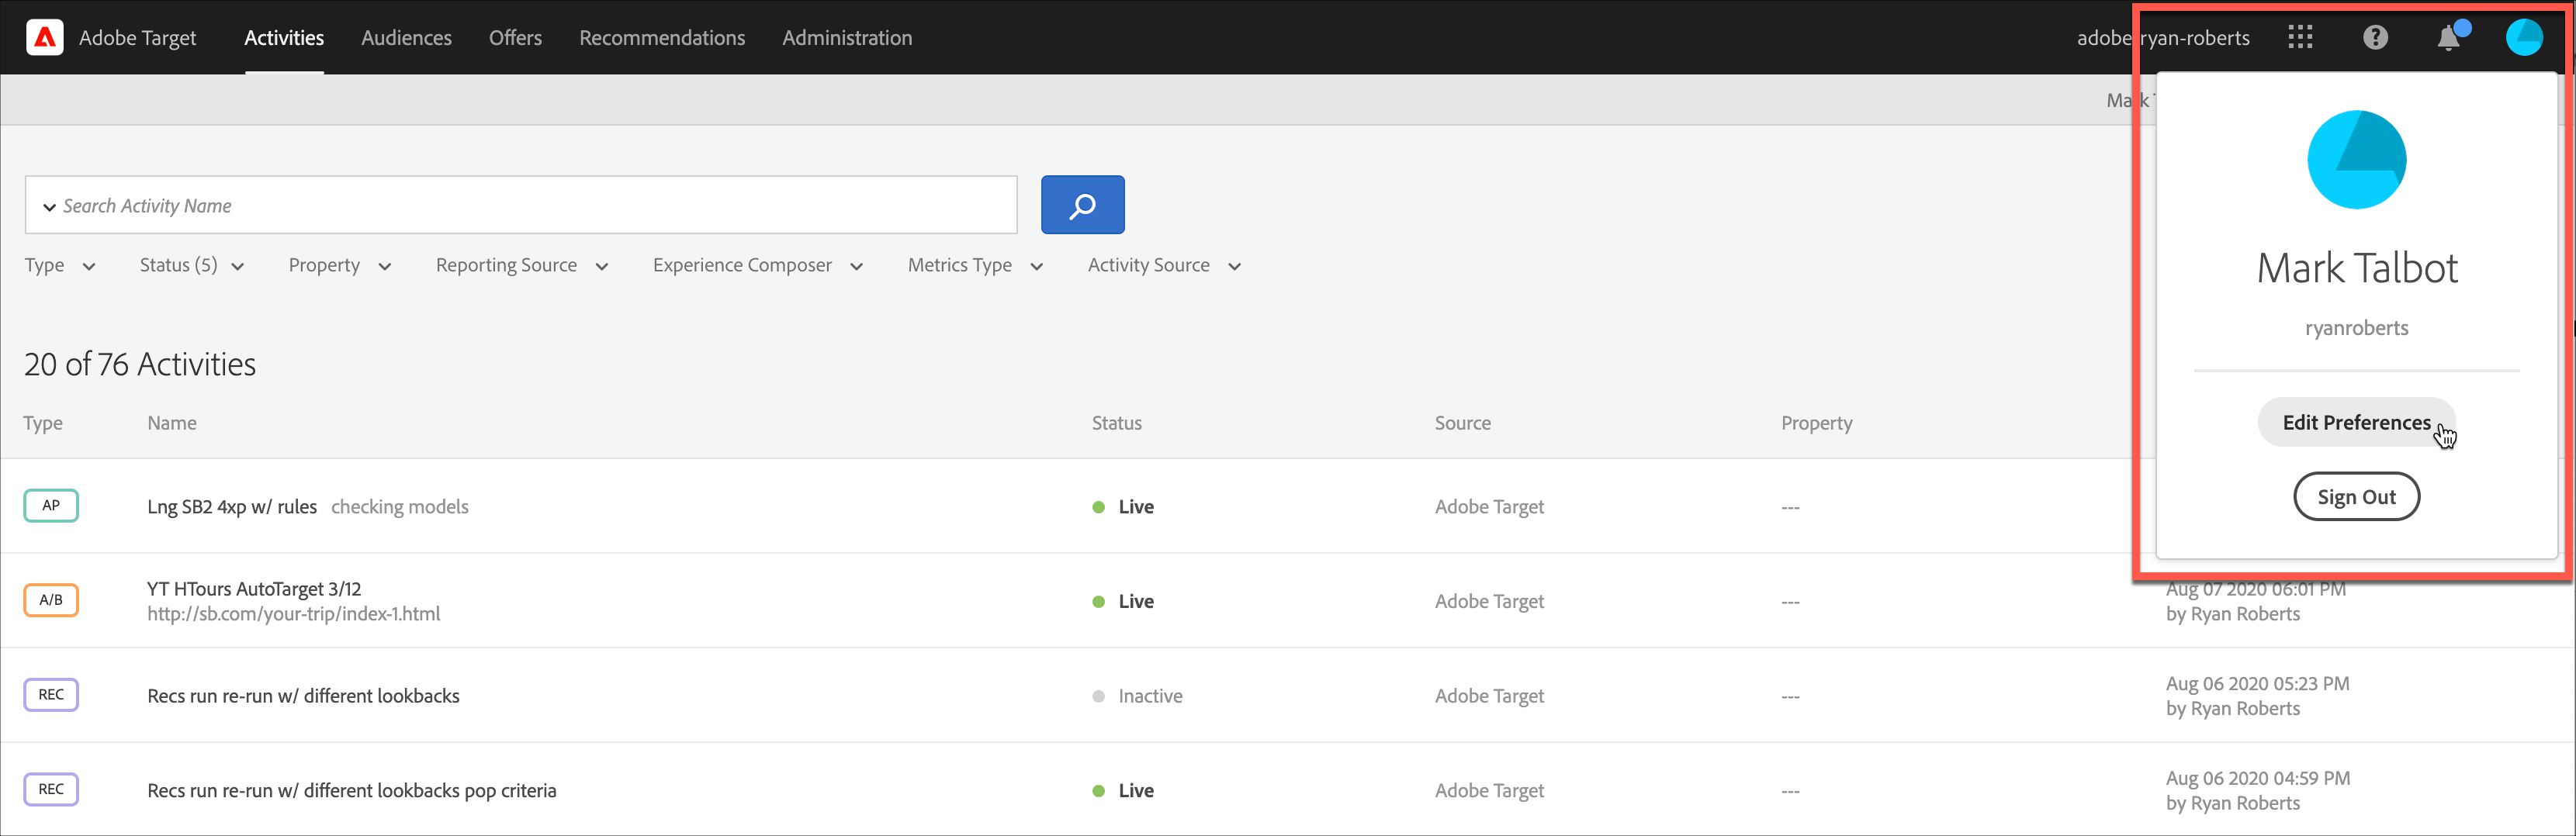 Adobe Target Activities Audiences Offers Recommendations Administration adobe-ryan-roberts
Mark
Search Activity Name
Type Status (5) Property Reporting Source Experience Composer Metrics Type Activity Source
Mark Talbot
ryanroberts
Edit Preferences
Sign Out
20 of 76 Activities
Type Name Status Source Property
AP Lng SB2 4xp w/ rules checking models Live Adobe Target ---
A/B YT HTours AutoTarget 3/12 Live Adobe Target --- Aug 07 2020 06:01 PM
http://sb.com/your-trip/index-1.html by Ryan Roberts
REC Recs run re-run w/ different lookbacks Inactive Adobe Target --- Aug 06 2020 05:23 PM
by Ryan Roberts
REC Recs run re-run w/ different lookbacks pop criteria Live Adobe Target --- Aug 06 2020 04:59 PM
by Ryan Roberts